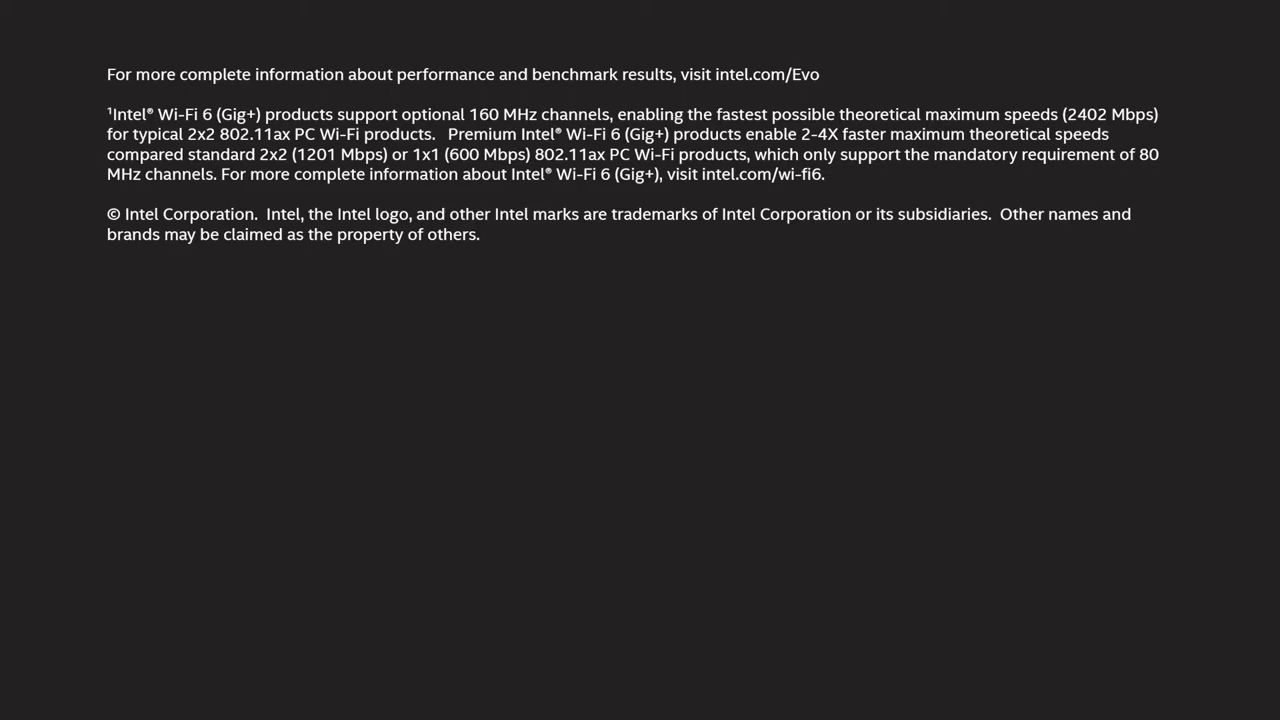 For more complete information about performance and benchmark results, visit intel.com/Evo
¹Intel® Wi-Fi 6 (Gig+) products support optional 160 MHz channels, enabling the fastest possible theoretical maximum speeds (2402 Mbps)
for typical 2x2 802.11ax PC Wi-Fi products.   Premium Intel® Wi-Fi 6 (Gig+) products enable 2-4X faster maximum theoretical speeds
compared standard 2x2 (1201 Mbps) or 1x1 (600 Mbps) 802.11ax PC Wi-Fi products, which only support the mandatory requirement of 80
MHz channels. For more complete information about Intel® Wi-Fi 6 (Gig+), visit intel.com/wi-fi6.
© Intel Corporation.  Intel, the Intel logo, and other Intel marks are trademarks of Intel Corporation or its subsidiaries.  Other names and
brands may be claimed as the property of others.